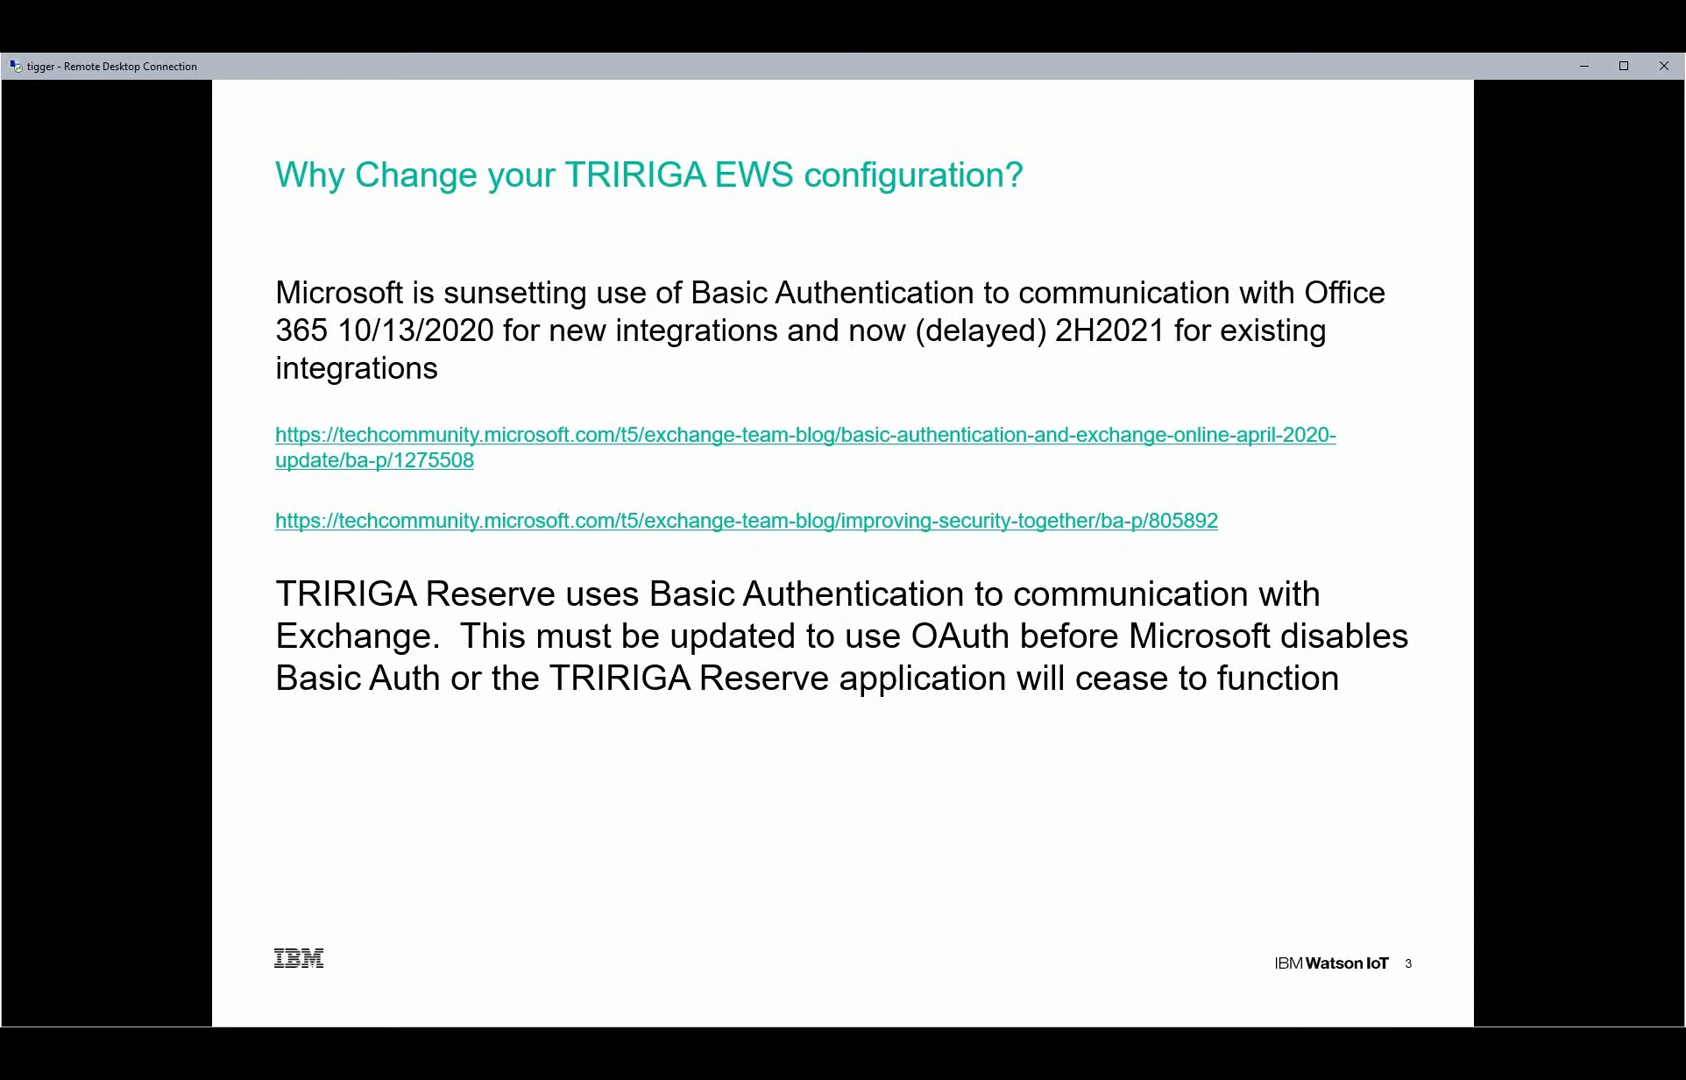 tigger - Remote Desktop Connection
Why Change your TRIRIGA EWS configuration?
Microsoft is sunsetting use of Basic Authentication to communication with Office
365 10/13/2020 for new integrations and now (delayed) 2H2021 for existing
integrations
https://techcommunity.microsoft.com/t5/exchange-team-blog/basic-authentication-and-exchange-online-april-2020-
update/ba-p/1275508
https://techcommunity.microsoft.com/t5/exchange-team-blog/improving-security-together/ba-p/805892
TRIRIGA Reserve uses Basic Authentication to communication with
Exchange.  This must be updated to use OAuth before Microsoft disables
Basic Auth or the TRIRIGA Reserve application will cease to function
IBM
IBM Watson IoT 3